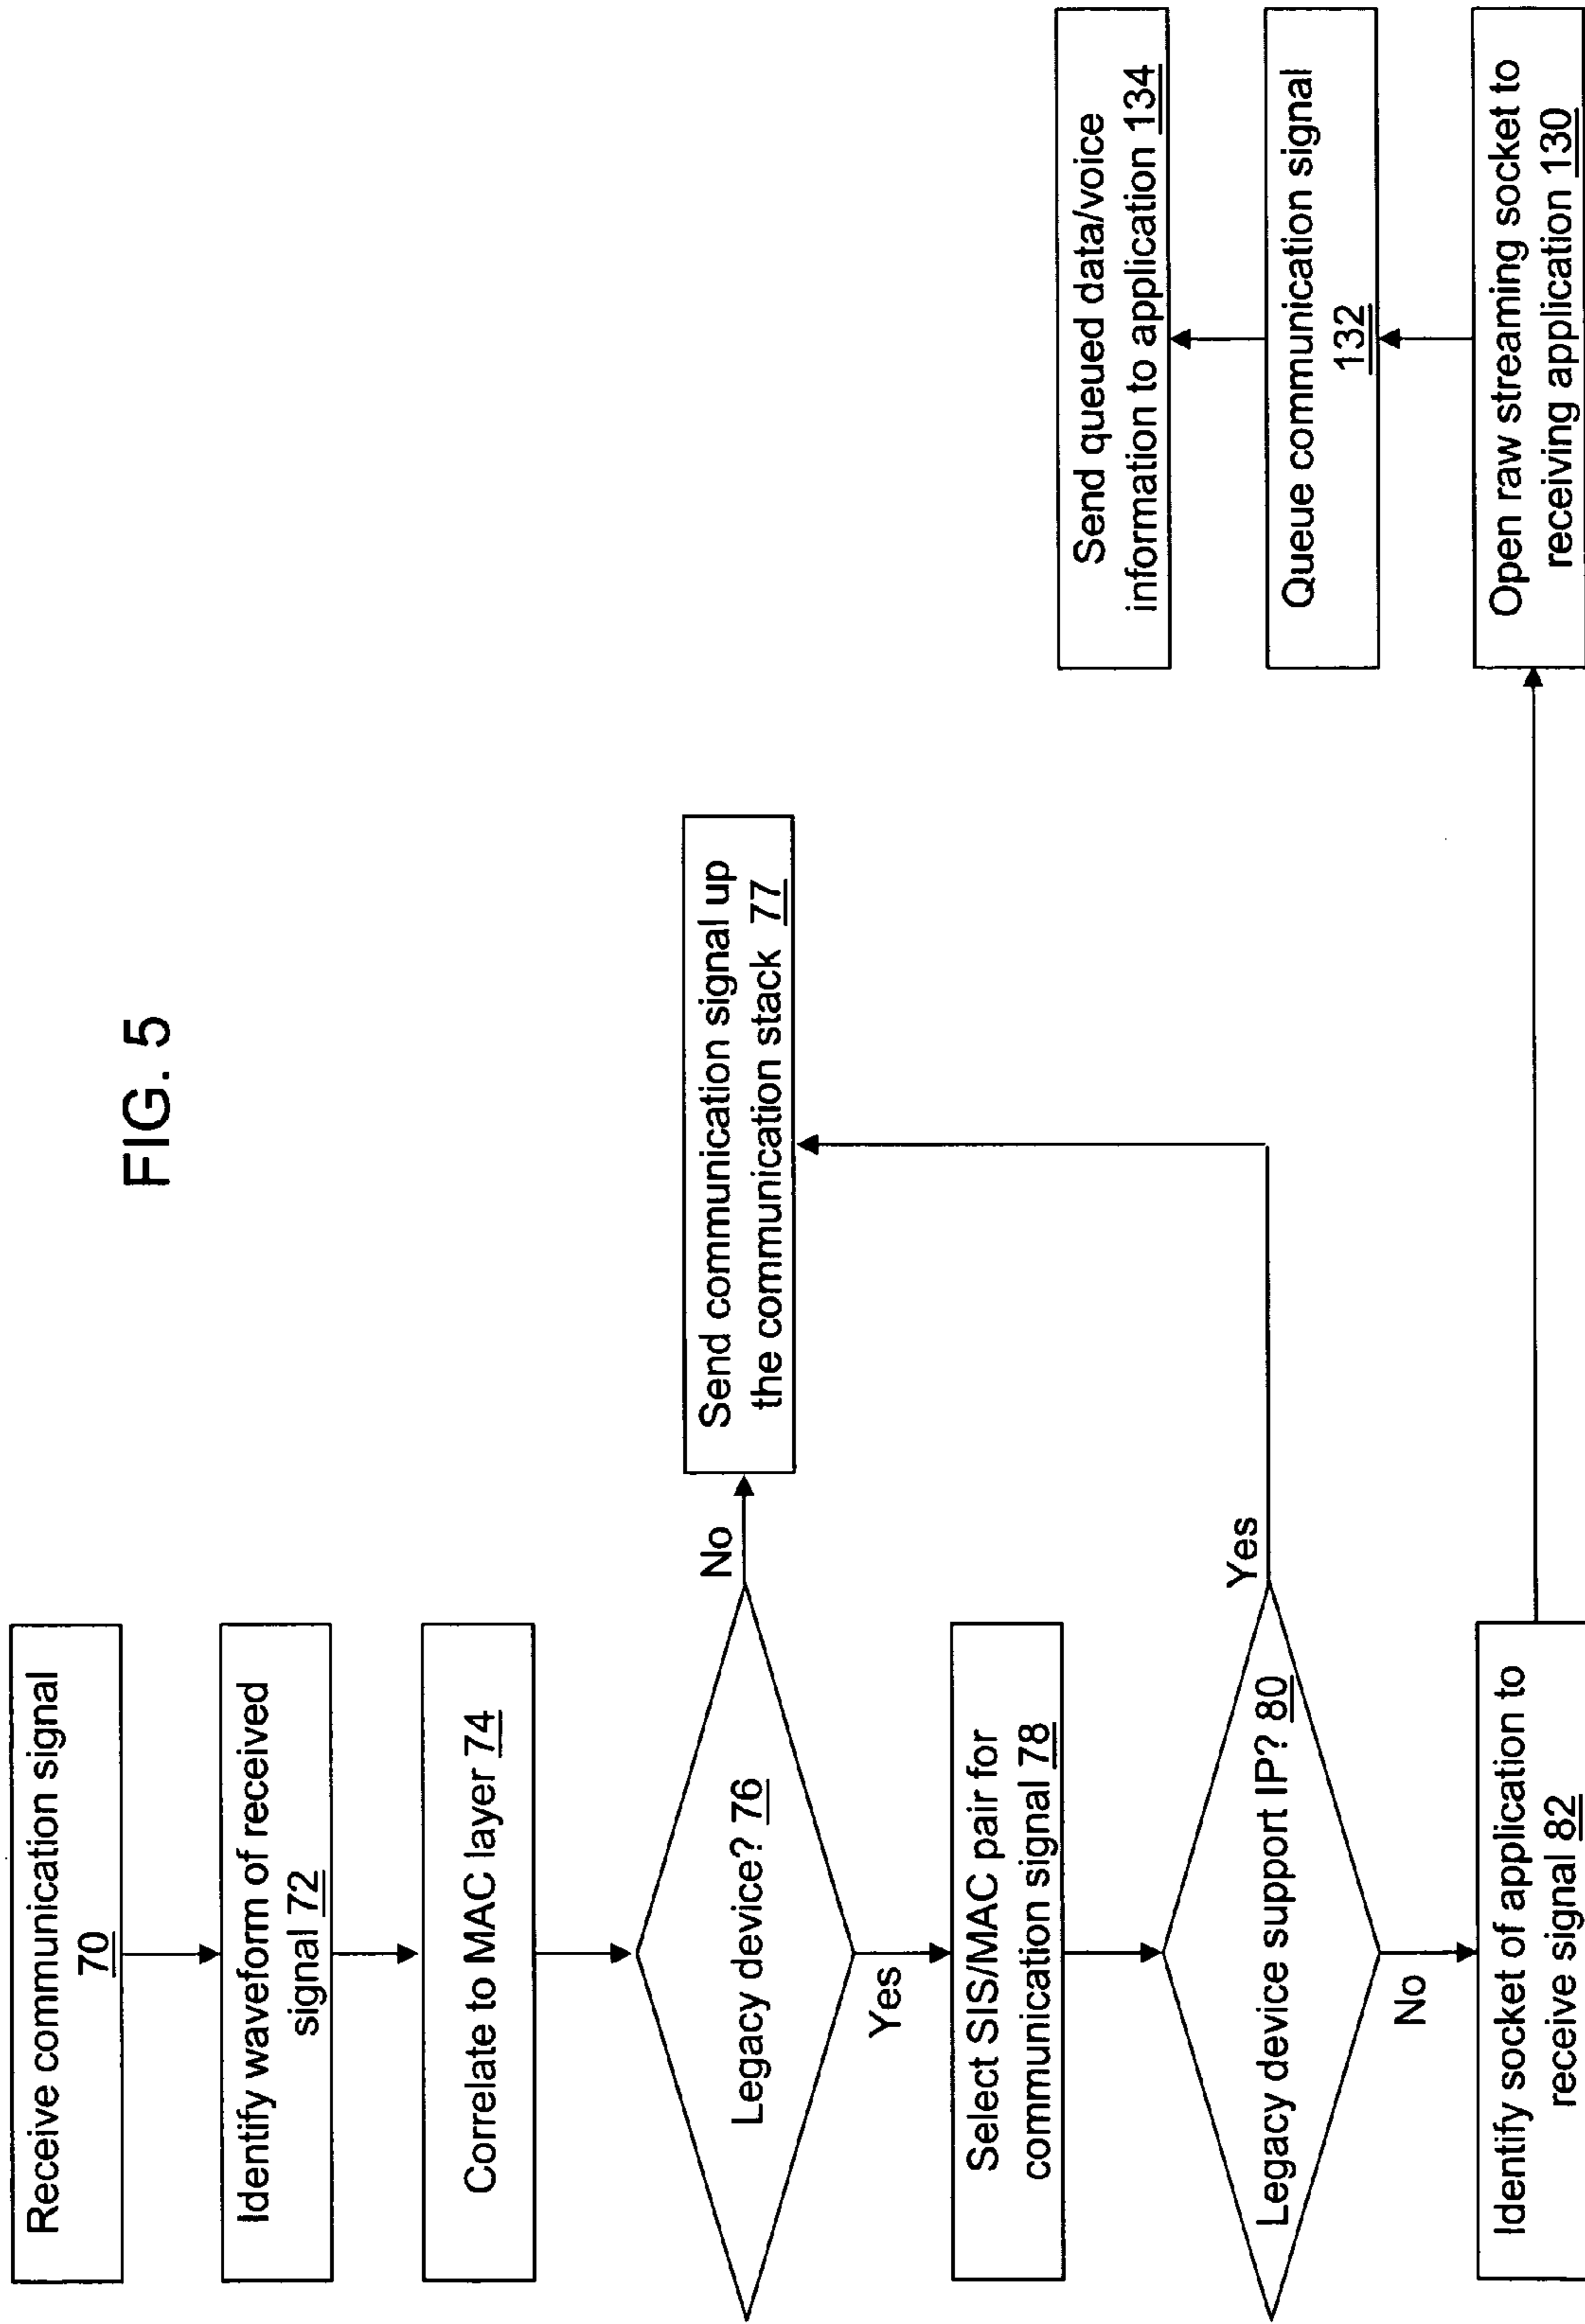 FIG. 5
Receive communication signal
70
Identify waveform of received
signal 72
Correlate to MAC layer 74
Legacy device? 76
No
Send communication signal up
the communication stack 77
Yes
Select SIS/MAC pair for
communication signal 78
Legacy device support IP? 80
Yes
No
Identify socket of application to
receive signal 82
Open raw streaming socket to
receiving application 130
Queue communication signal
132
Send queued data/voice
information to application 134